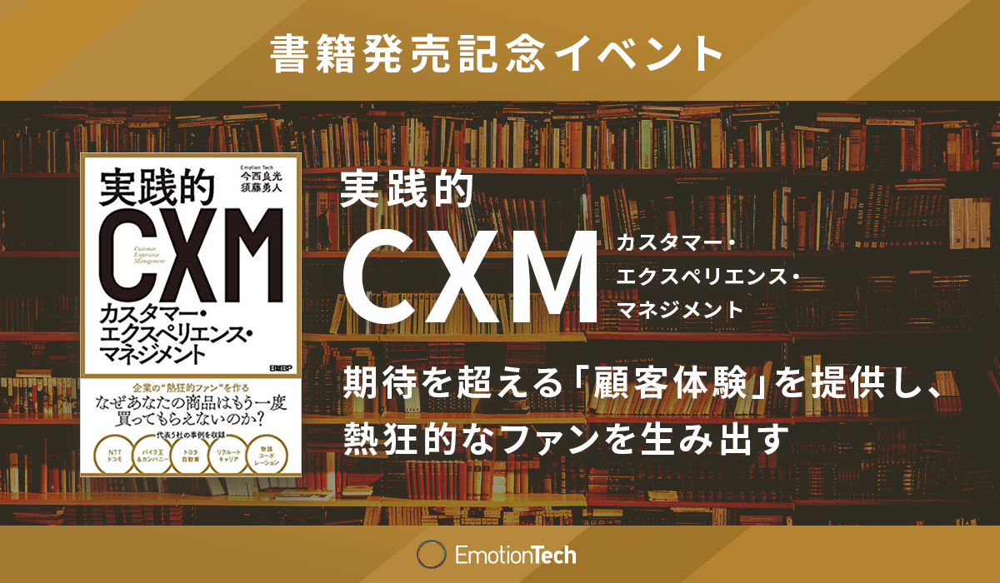 書籍発売記念イベント
Emotion Tech
今西良光
須藤勇人
実践的
CXM
Customer
Experience
Management
カスタマー・
エクスペリエンス・
マネジメント
日経BP
企業の“熱狂的ファン”を作る
なぜあなたの商品はもう一度
買ってもらえないのか?
代表5社の事例を収録
NTT
ドコモ
バイク王
&カンパニー
トヨタ
自動車
リクルート
キャリア
物語
コーポ
レーション
実践的
CXM
カスタマー・
エクスペリエンス・
マネジメント
期待を超える「顧客体験」を提供し、
熱狂的なファンを生み出す
EmotionTech